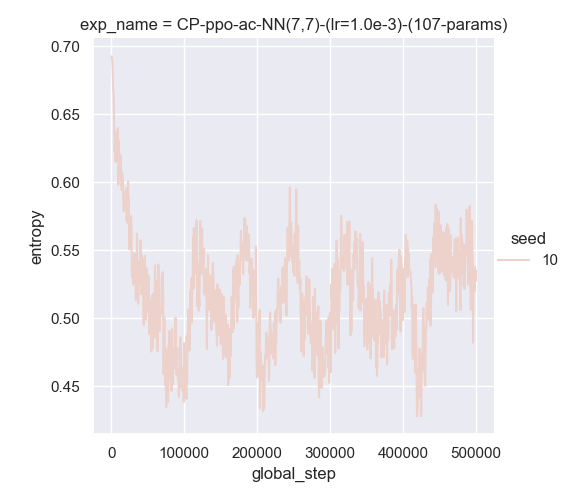 exp_name = CP-ppo-ac-NN(7,7)-(lr=1.0e-3)-(107-params)
0.70
0.65
0.60
0.55
0.50
0.45
entropy
0 100000 200000 300000 400000 500000
global_step
seed
10